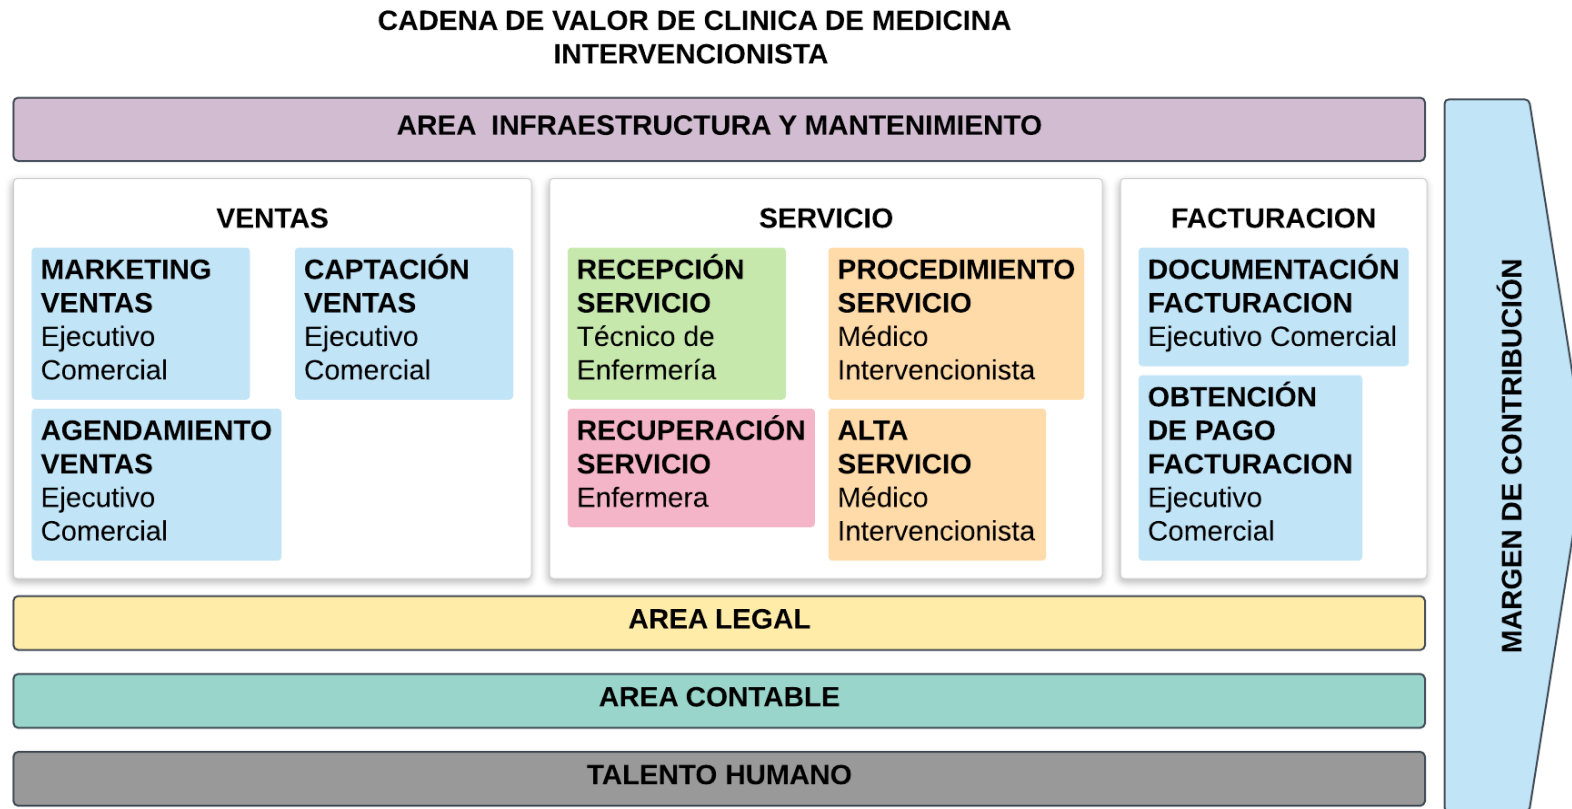 CADENA DE VALOR DE CLINICA DE MEDICINA
INTERVENCIONISTA
AREA  INFRAESTRUCTURA Y MANTENIMIENTO
VENTAS
MARKETING
VENTAS
Ejecutivo
Comercial
CAPTACIÓN
VENTAS
Ejecutivo
Comercial
AGENDAMIENTO
VENTAS
Ejecutivo
Comercial
SERVICIO
RECEPCIÓN
SERVICIO
Técnico de
Enfermería
PROCEDIMIENTO
SERVICIO
Médico
Intervencionista
RECUPERACIÓN
SERVICIO
Enfermera
ALTA
SERVICIO
Médico
Intervencionista
FACTURACION
DOCUMENTACIÓN
FACTURACION
Ejecutivo Comercial
OBTENCIÓN
DE PAGO
FACTURACION
Ejecutivo
Comercial
MARGEN DE CONTRIBUCIÓN
AREA LEGAL
AREA CONTABLE
TALENTO HUMANO